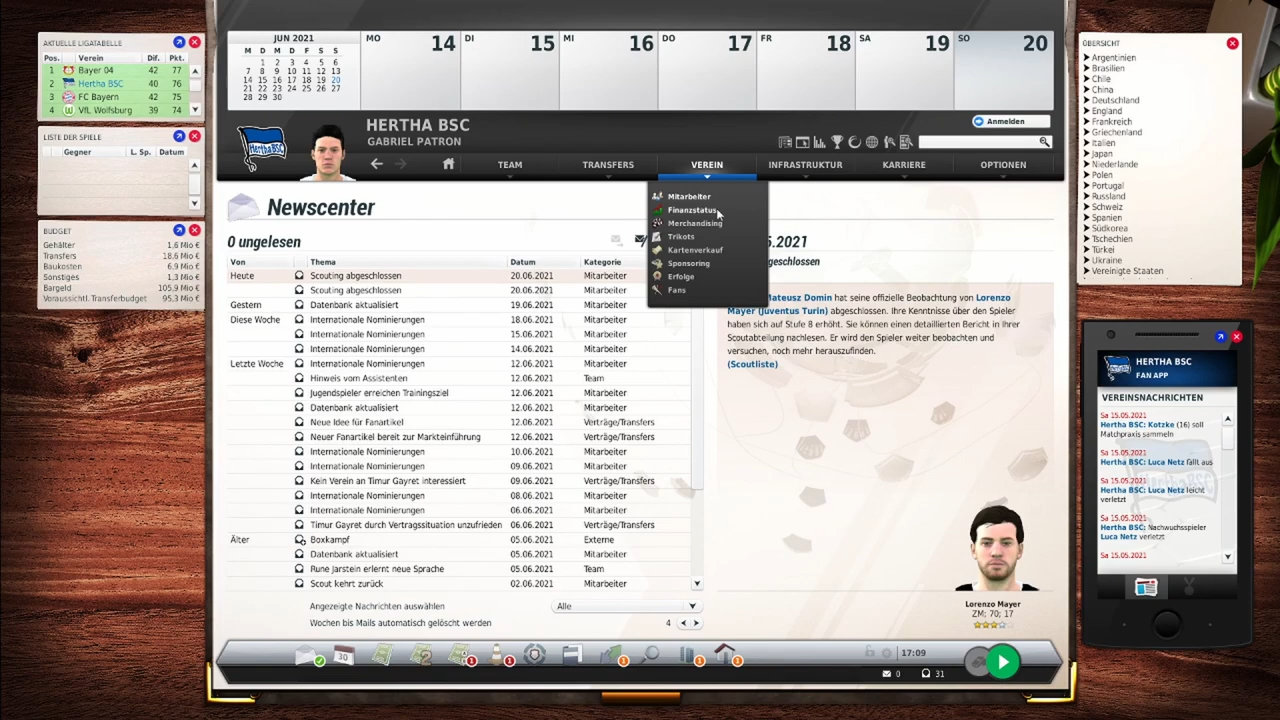 AKTUELLE LIGATABELLE
Pos. Verein Dif. Pkt.
1 Bayer 04 42 77
2 Hertha BSC 40 76
3 FC Bayern 42 75
4 VfL Wolfsburg 39 74
LISTE DER SPIELE
Gegner L. Sp. Datum
BUDGET
Gehälter 1,6 Mio €
Transfers 18,6 Mio €
Baukosten 6,9 Mio €
Sonstiges 1,3 Mio €
Bargeld 105,9 Mio €
Voraussichtl. Transferbudget 95,3 Mio €
JUN 2021
M D M D F S S
1 2 3 4 5 6
7 8 9 10 11 12 13
14 15 16 17 18 19 20
21 22 23 24 25 26 27
28 29 30
MO 14 DI 15 MI 16 DO 17 FR 18 SA 19 SO 20
HERTHA BSC
GABRIEL PATRON
Anmelden
TEAM TRANSFERS VEREIN INFRASTRUKTUR KARRIERE OPTIONEN
Mitarbeiter
Finanzstatus
Merchandising
Trikots
Kartenverkauf
Sponsoring
Erfolge
Fans
Newscenter
0 ungelesen
Von Thema Datum Kategorie
Heute Scouting abgeschlossen 20.06.2021 Mitarbeiter
Scouting abgeschlossen 20.06.2021 Mitarbeiter
Gestern Datenbank aktualisiert 19.06.2021 Mitarbeiter
Diese Woche Internationale Nominierungen 18.06.2021 Mitarbeiter
Internationale Nominierungen 15.06.2021 Mitarbeiter
Internationale Nominierungen 14.06.2021 Mitarbeiter
Letzte Woche Internationale Nominierungen 12.06.2021 Mitarbeiter
Hinweis vom Assistenten 12.06.2021 Team
Jugendspieler erreichen Trainingsziel 12.06.2021 Mitarbeiter
Datenbank aktualisiert 12.06.2021 Mitarbeiter
Neue Idee für Fanartikel 12.06.2021 Verträge/Transfers
Neuer Fanartikel bereit zur Markteinführung 12.06.2021 Verträge/Transfers
Internationale Nominierungen 10.06.2021 Mitarbeiter
Internationale Nominierungen 09.06.2021 Mitarbeiter
Kein Verein an Timur Gayret interessiert 09.06.2021 Verträge/Transfers
Internationale Nominierungen 08.06.2021 Mitarbeiter
Internationale Nominierungen 06.06.2021 Mitarbeiter
Timur Gayret durch Vertragssituation unzufrieden 06.06.2021 Verträge/Transfers
Älter Boxkampf 05.06.2021 Externe
Datenbank aktualisiert 05.06.2021 Mitarbeiter
Rune Jarstein erlernt neue Sprache 05.06.2021 Team
Scout kehrt zurück 02.06.2021 Mitarbeiter
Angezeigte Nachrichten auswählen Alle
Wochen bis Mails automatisch gelöscht werden 4
6.2021
geschlossen
Mateusz Domin hat seine offizielle Beobachtung von Lorenzo
Mayer (Juventus Turin) abgeschlossen. Ihre Kenntnisse über den Spieler
haben sich auf Stufe 8 erhöht. Sie können einen detaillierten Bericht in Ihrer
Scoutabteilung nachlesen. Er wird den Spieler weiter beobachten und
versuchen, noch mehr herauszufinden.
(Scoutliste)
Lorenzo Mayer
ZM; 70; 17
30 2 1 1 1 1 1
17:09
0 31
ÜBERSICHT
Argentinien
Brasilien
Chile
China
Deutschland
England
Frankreich
Griechenland
Italien
Japan
Niederlande
Polen
Portugal
Russland
Schweiz
Spanien
Südkorea
Tschechien
Türkei
Ukraine
Vereinigte Staaten
HERTHA BSC
FAN APP
VEREINSNACHRICHTEN
Sa 15.05.2021
Hertha BSC: Kotzke (16) soll
Matchpraxis sammeln
Sa 15.05.2021
Hertha BSC: Luca Netz fällt aus
Sa 15.05.2021
Hertha BSC: Luca Netz leicht
verletzt
Sa 15.05.2021
Hertha BSC: Nachwuchsspieler
Luca Netz verletzt
Sa 15.05.2021